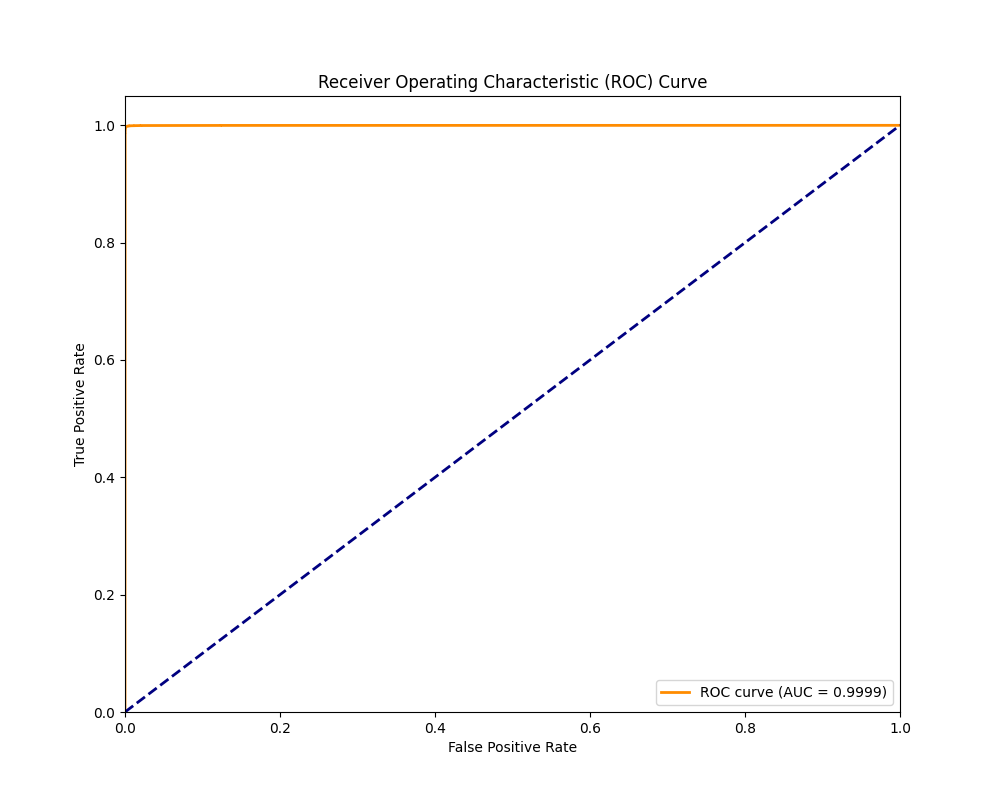 Receiver Operating Characteristic (ROC) Curve
1.0
0.8
0.6
0.4
0.2
0.0
True Positive Rate
ROC curve (AUC = 0.9999)
0.0 0.2 0.4 0.6 0.8 1.0
False Positive Rate